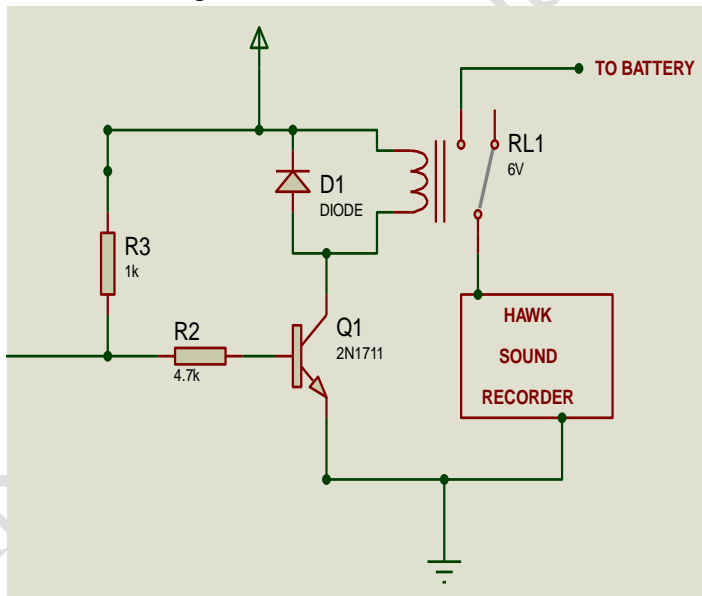 TO BATTERY
RL1
6V
D1
DIODE
R3
1k
R2
4.7k
Q1
2N1711
HAWK
SOUND
RECORDER